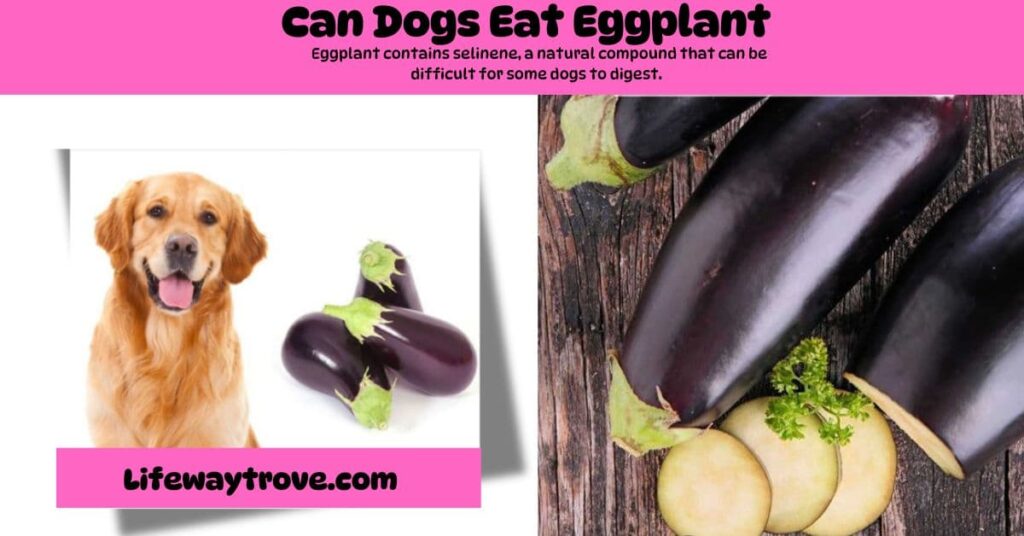 Can Dogs Eat Eggplant
Eggplant contains selinene, a natural compound that can be
difficult for some dogs to digest.
Lifewaytrove.com